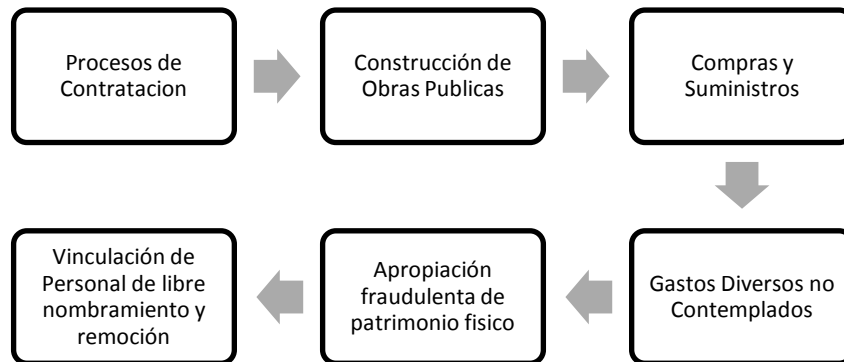 Procesos de
Contratacion
Construcción de
Obras Publicas
Compras y
Suministros
Gastos Diversos no
Contemplados
Apropiación
fraudulenta de
patrimonio fisico
Vinculación de
Personal de libre
nombramiento y
remoción